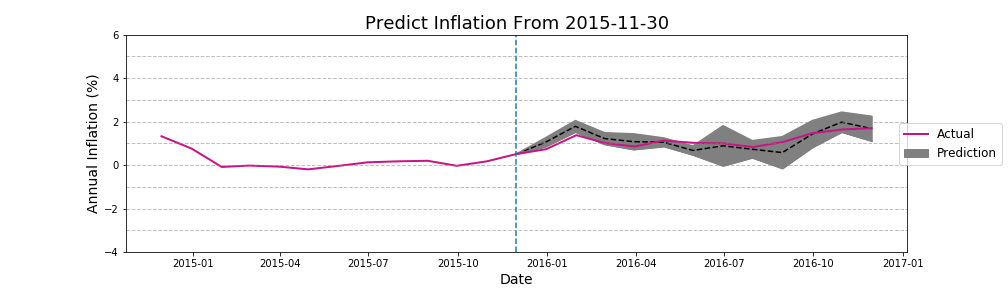 Predict Inflation From 2015-11-30
Annual Inflation (%)
6
4
2
0
−2
−4
2015-01 2015-04 2015-07 2015-10 2016-01 2016-04 2016-07 2016-10 2017-01
Date
Actual
Prediction